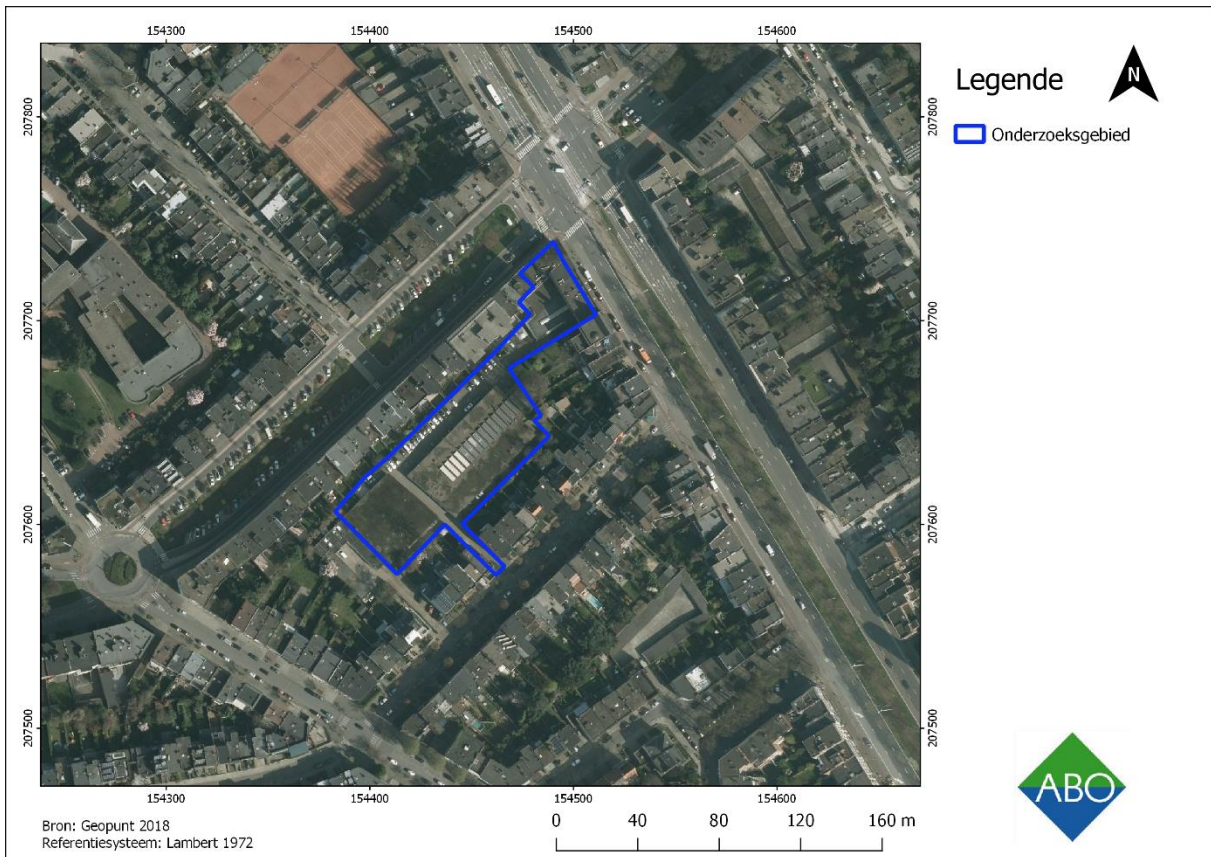 154300 154400 154500 154600
207800 207800
207700 207700
207600 207600
207500 207500
154300 154400 154500 154600
Legende
N
Onderzoeksgebied
Bron: Geopunt 2018
Referentiesysteem: Lambert 1972
0 40 80 120 160 m
ABO